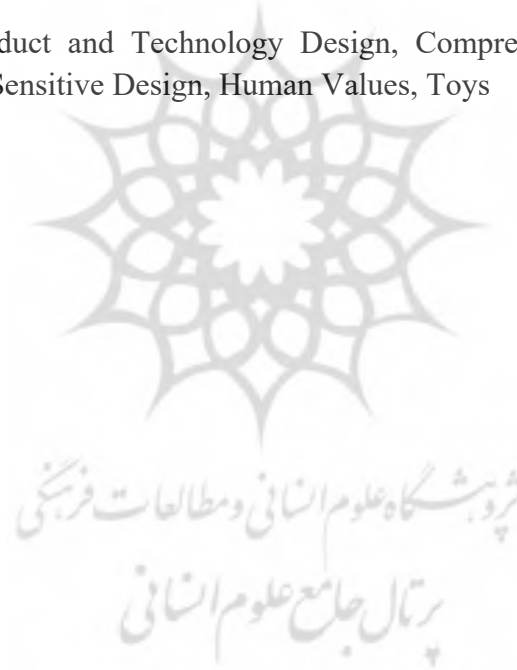 duct and Technology Design, Compre
Sensitive Design, Human Values, Toys
پژوهشگاه علوم انسانی و مطالعات فرهنگی
پرتال جامع علوم انسانی